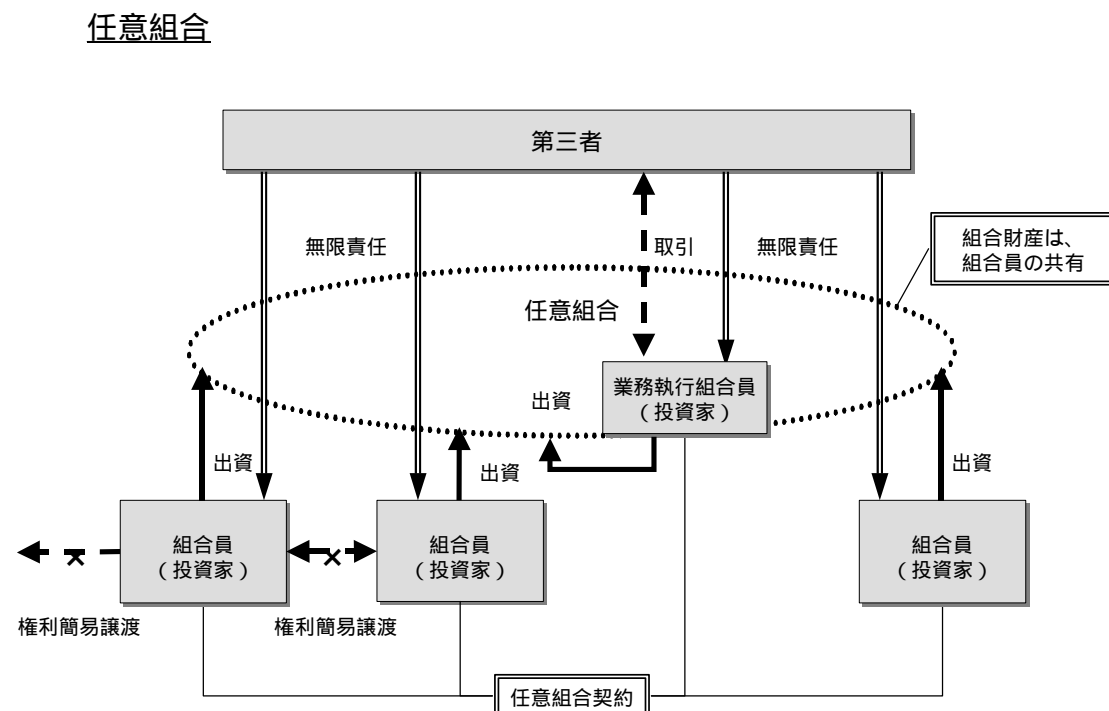 任意組合
第三者
無限責任
取引
無限責任
組合財産は、
組合員の共有
任意組合
業務執行組合員
（投資家）
出資
出資
出資
出資
組合員
（投資家）
組合員
（投資家）
組合員
（投資家）
権利簡易譲渡
権利簡易譲渡
任意組合契約